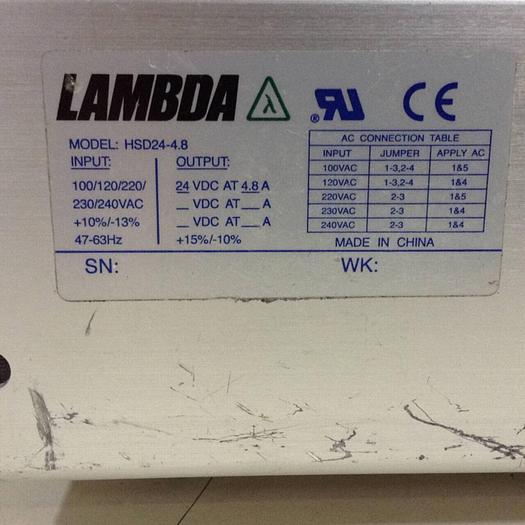 LAMBDA λ ® RU CE
MODEL: HSD24-4.8
INPUT:
100/120/220/
230/240VAC
+10%/-13%
47-63Hz
OUTPUT:
24 VDC AT 4.8 A
_ VDC AT __ A
_ VDC AT __ A
+15%/-10%
AC CONNECTION TABLE
INPUT JUMPER APPLY AC
100VAC 1-3,2-4 1&5
120VAC 1-3,2-4 1&4
220VAC 2-3 1&5
230VAC 2-3 1&4
240VAC 2-3 1&4
MADE IN CHINA
SN: WK: